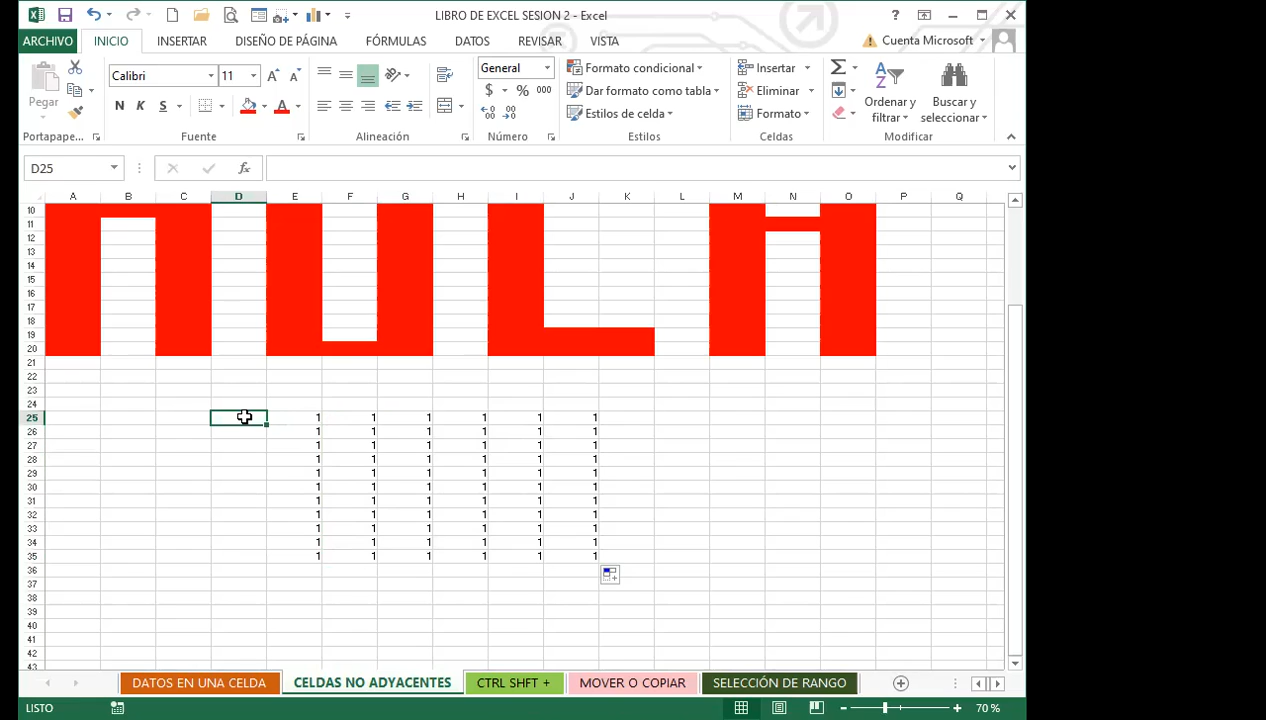 LIBRO DE EXCEL SESION 2 - Excel
?
ARCHIVO INICIO INSERTAR DISEÑO DE PÁGINA FÓRMULAS DATOS REVISAR VISTA Cuenta Microsoft
Pegar Calibri 11 A A General Formato condicional Insertar Σ A Z
N K S A $ % 000 Dar formato como tabla Eliminar Ordenar y filtrar Buscar y seleccionar
Estilos de celda Formato
Portapape... Fuente Alineación Número Estilos Celdas Modificar
D25 fx
A B C D E F G H I J K L M N O P Q
10
11
12
13
14
15
16
17
18
19
20
21
22
23
24
25 1 1 1 1 1 1
26 1 1 1 1 1 1
27 1 1 1 1 1 1
28 1 1 1 1 1 1
29 1 1 1 1 1 1
30 1 1 1 1 1 1
31 1 1 1 1 1 1
32 1 1 1 1 1 1
33 1 1 1 1 1 1
34 1 1 1 1 1 1
35 1 1 1 1 1 1
36
37
38
39
40
41
42
43
DATOS EN UNA CELDA CELDAS NO ADYACENTES CTRL SHFT + MOVER O COPIAR SELECCIÓN DE RANGO
LISTO 70 %